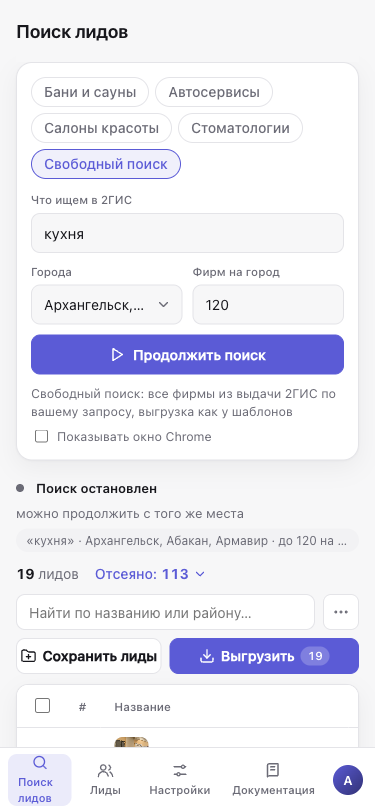 Поиск лидов
Бани и сауны
Автосервисы
Салоны красоты
Стоматологии
Свободный поиск
Что ищем в 2ГИС
кухня
Города
Фирм на город
Архангельск,...
120
Продолжить поиск
Свободный поиск: все фирмы из выдачи 2ГИС по
вашему запросу, выгрузка как у шаблонов
Показывать окно Chrome
Поиск остановлен
можно продолжить с того же места
«кухня» · Архангельск, Абакан, Армавир · до 120 на ...
19 лидов
Отсеяно: 113
Найти по названию или району...
Сохранить лиды
Выгрузить 19
# Название
Поиск
лидов
Лиды
Настройки
Документация
A